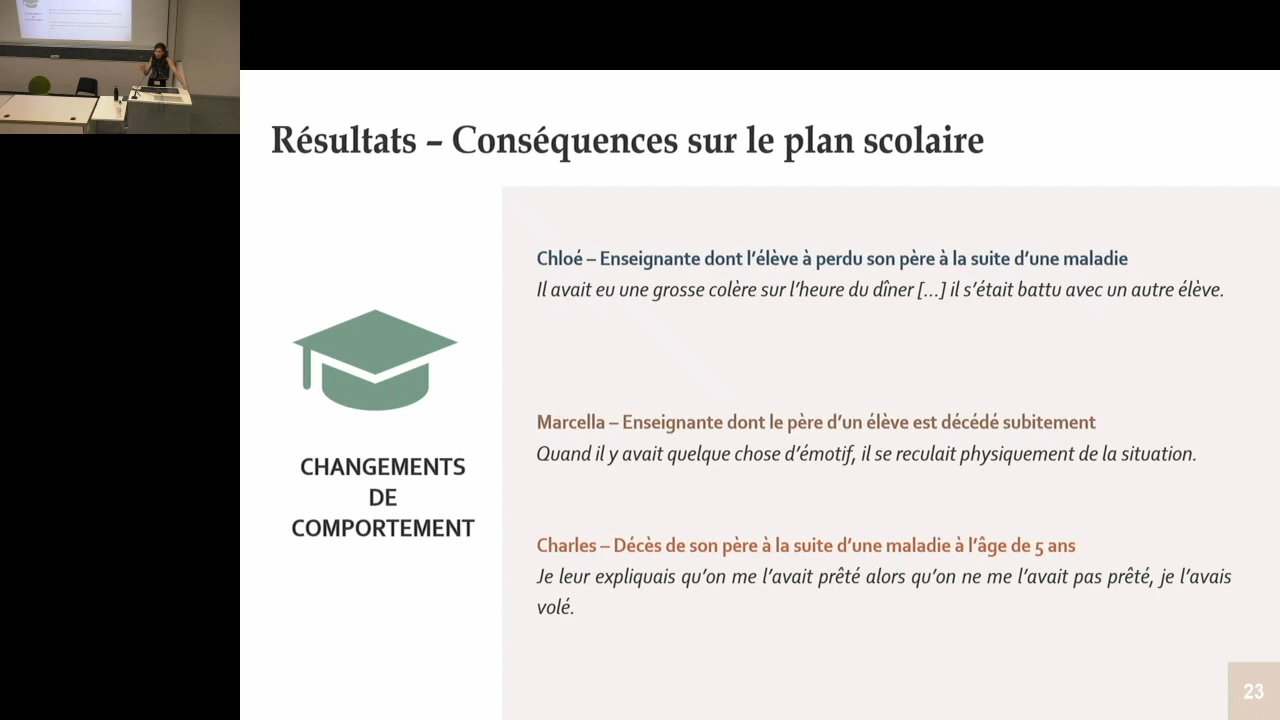 Résultats – Conséquences sur le plan scolaire
CHANGEMENTS
DE
COMPORTEMENT
Chloé – Enseignante dont l'élève à perdu son père à la suite d'une maladie
Il avait eu une grosse colère sur l'heure du dîner [...] il s'était battu avec un autre élève.
Marcella – Enseignante dont le père d'un élève est décédé subitement
Quand il y avait quelque chose d'émotif, il se reculait physiquement de la situation.
Charles – Décès de son père à la suite d'une maladie à l'âge de 5 ans
Je leur expliquais qu'on me l'avait prêté alors qu'on ne me l'avait pas prêté, je l'avais
volé.
23